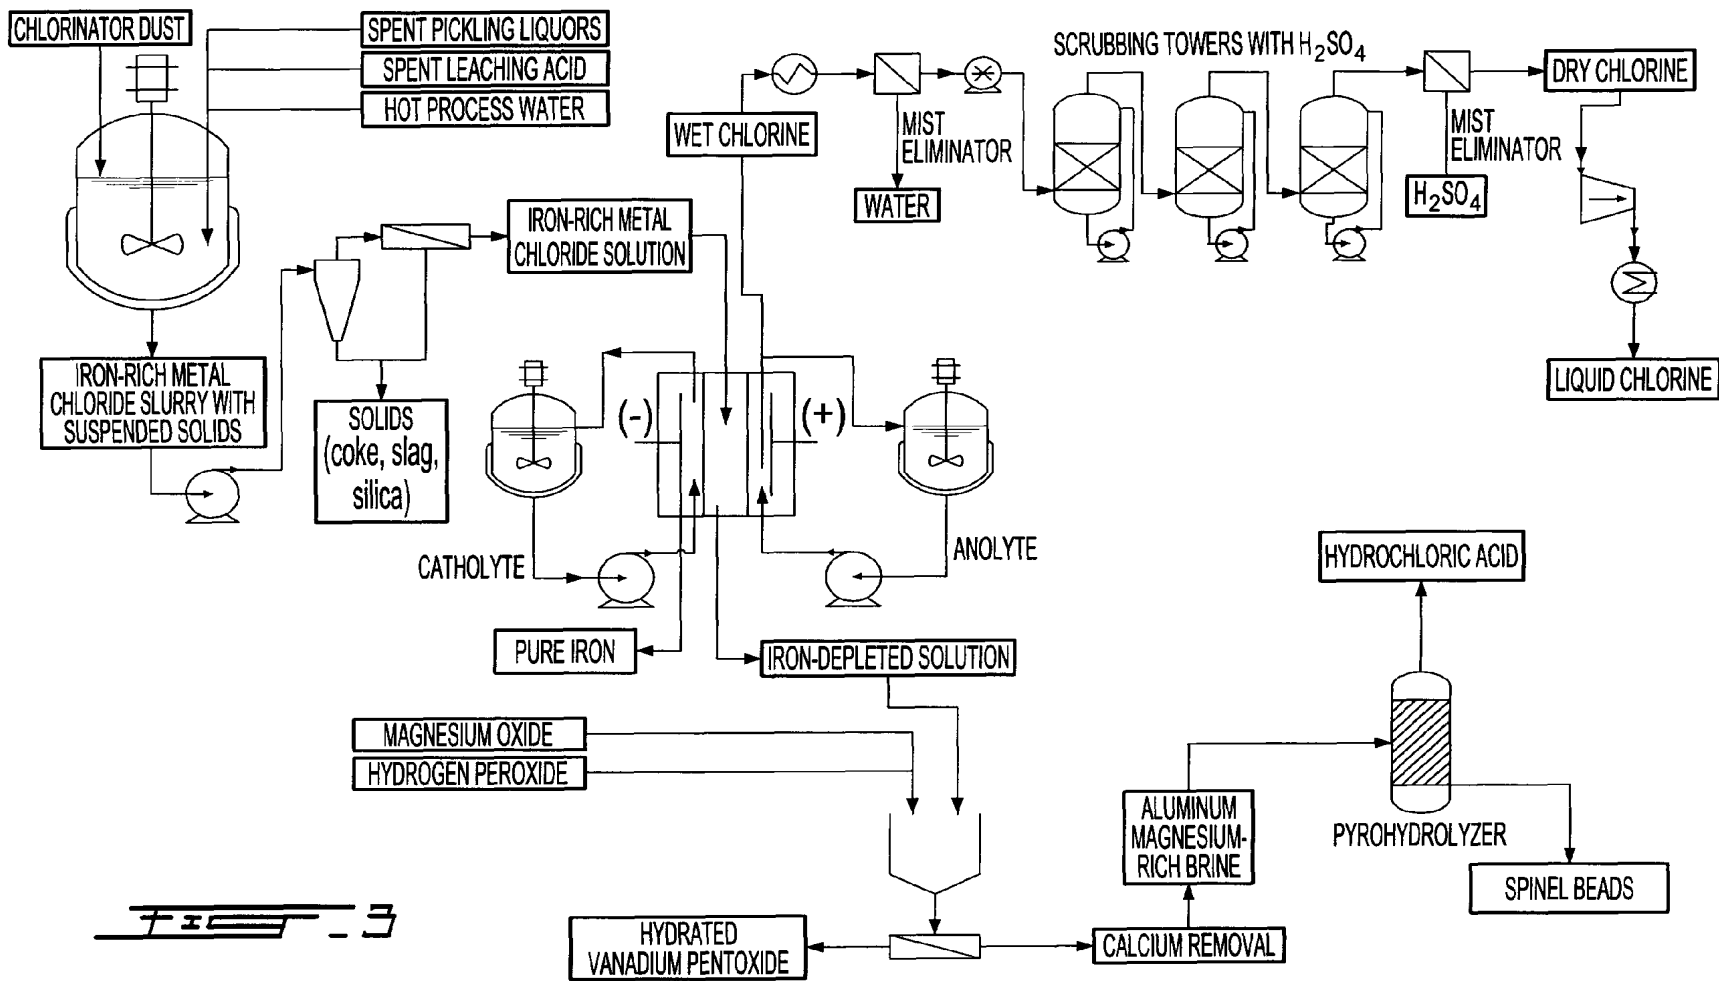 CHLORINATOR DUST
SPENT PICKLING LIQUORS
SPENT LEACHING ACID
HOT PROCESS WATER
SCRUBBING TOWERS WITH H₂SO₄
DRY CHLORINE
WET CHLORINE
MIST
ELIMINATOR
WATER
MIST
ELIMINATOR
H₂SO₄
IRON-RICH METAL
CHLORIDE SOLUTION
IRON-RICH METAL
CHLORIDE SLURRY WITH
SUSPENDED SOLIDS
SOLIDS
(coke, slag,
silica)
(-)
(+)
LIQUID CHLORINE
CATHOLYTE
ANOLYTE
HYDROCHLORIC ACID
PURE IRON
IRON-DEPLETED SOLUTION
MAGNESIUM OXIDE
HYDROGEN PEROXIDE
ALUMINUM
MAGNESIUM-
RICH BRINE
PYROHYDROLYZER
SPINEL BEADS
HYDRATED
VANADIUM PENTOXIDE
CALCIUM REMOVAL
FIG_3